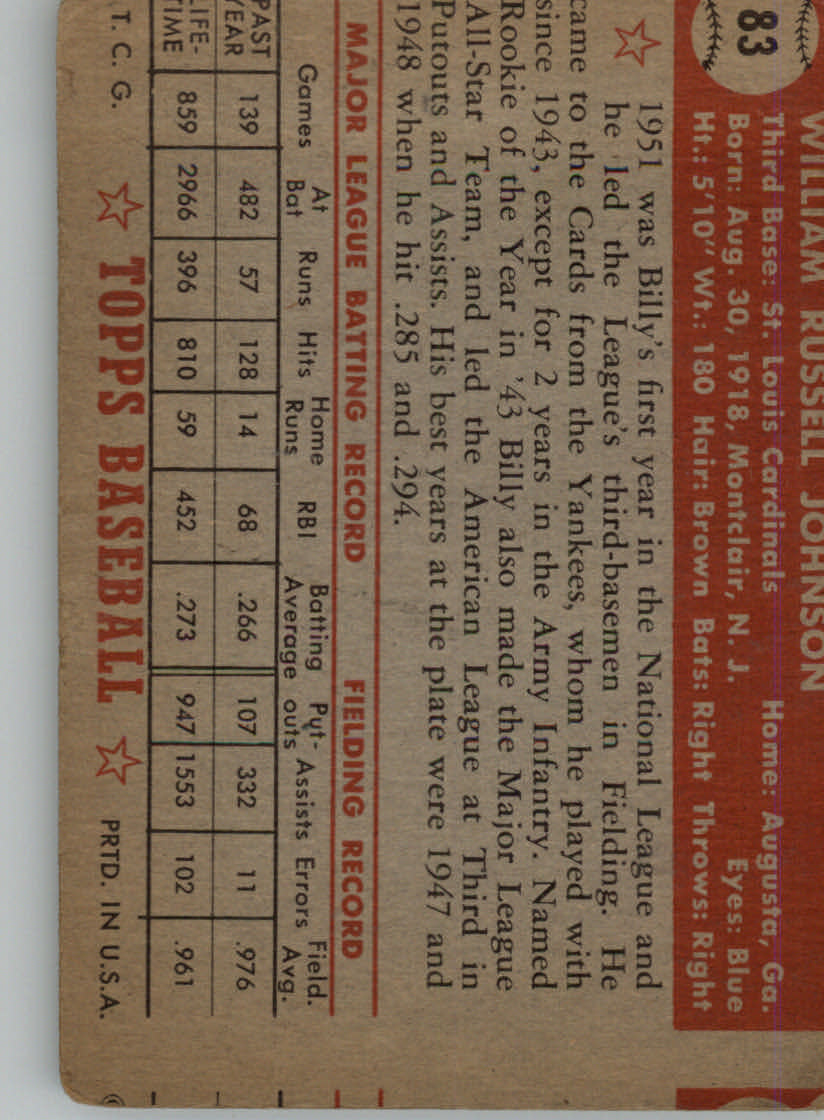 83
WILLIAM RUSSELL JOHNSON
Third Base: St. Louis Cardinals Home: Augusta, Ga.
Born: Aug. 30, 1918, Montclair, N. J. Eyes: Blue
Ht.: 5'10" Wt.: 180 Hair: Brown Bats: Right Throws: Right
1951 was Billy's first year in the National League and
he led the League's third-basemen in Fielding. He
came to the Cards from the Yankees, whom he played with
since 1943, except for 2 years in the Army Infantry. Named
Rookie of the Year in '43 Billy also made the Major League
All-Star Team, and led the American League at Third in
Putouts and Assists. His best years at the plate were 1947 and
1948 when he hit .285 and .294.
MAJOR LEAGUE BATTING RECORD FIELDING RECORD
Games At Bat Runs Hits Home Runs RBI Batting Average Put-outs Assists Errors Field. Avg.
PAST YEAR 139 482 57 128 14 68 .266 107 332 11 .976
LIFE-TIME 859 2966 396 810 59 452 .273 947 1553 102 .961
T. C. G. TOPPS BASEBALL PRTD. IN U.S.A.